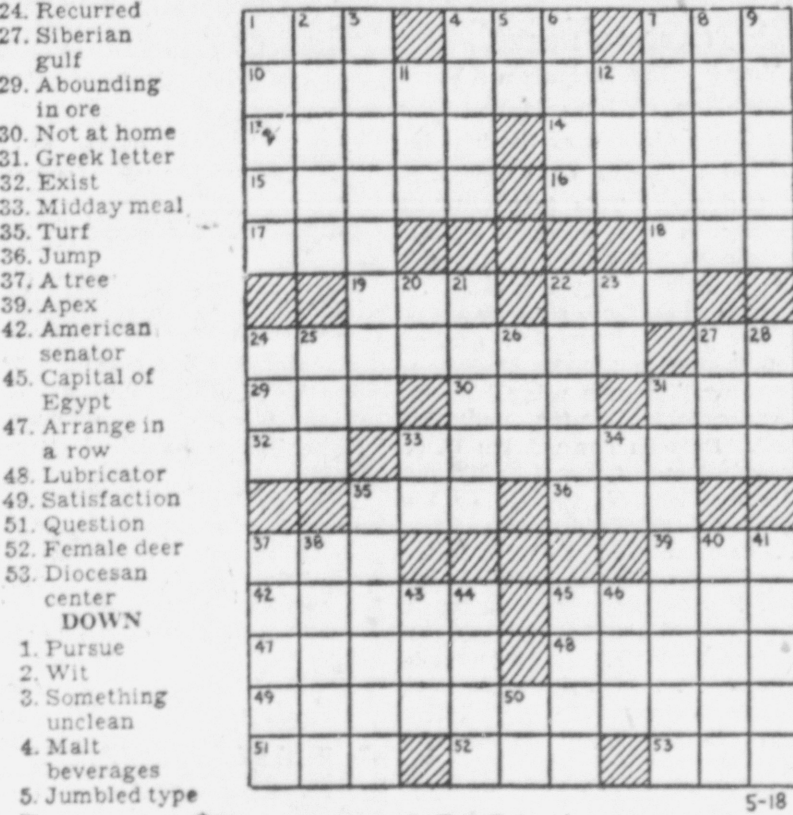 24. Recurred
27. Siberian
gulf
29. Abounding
in ore
30. Not at home
31. Greek letter
32. Exist
33. Midday meal
35. Turf
36. Jump
37. A tree
39. Apex
42. American
senator
45. Capital of
Egypt
47. Arrange in
a row
48. Lubricator
49. Satisfaction
51. Question
52. Female deer
53. Diocesan
center
DOWN
1. Pursue
2. Wit
3. Something
unclean
4. Malt
beverages
5. Jumbled type
1 2 3 4 5 6 7 8 9
10 11 12
13 14
15 16
17 18
19 20 21 22 23
24 25 26 27 28
29 30 31
32 33 34
35 36
37 38 39 40 41
42 43 44 45 46
47 48
49 50
51 52 53
5-18